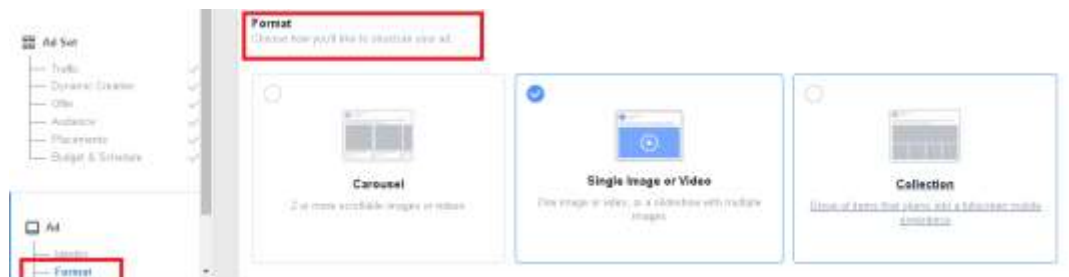 Ad Set
Traffic
Dynamic Creative
Offer
Audience
Placements
Budget & Schedule
Ad
Identity
Format
Format
Choose how you'll like to structure your ad.
Carousel
2 or more scrollable images or videos
Single Image or Video
One image or video, or a slideshow with multiple
images
Collection
Group of items that opens into a fullscreen mobile
experience